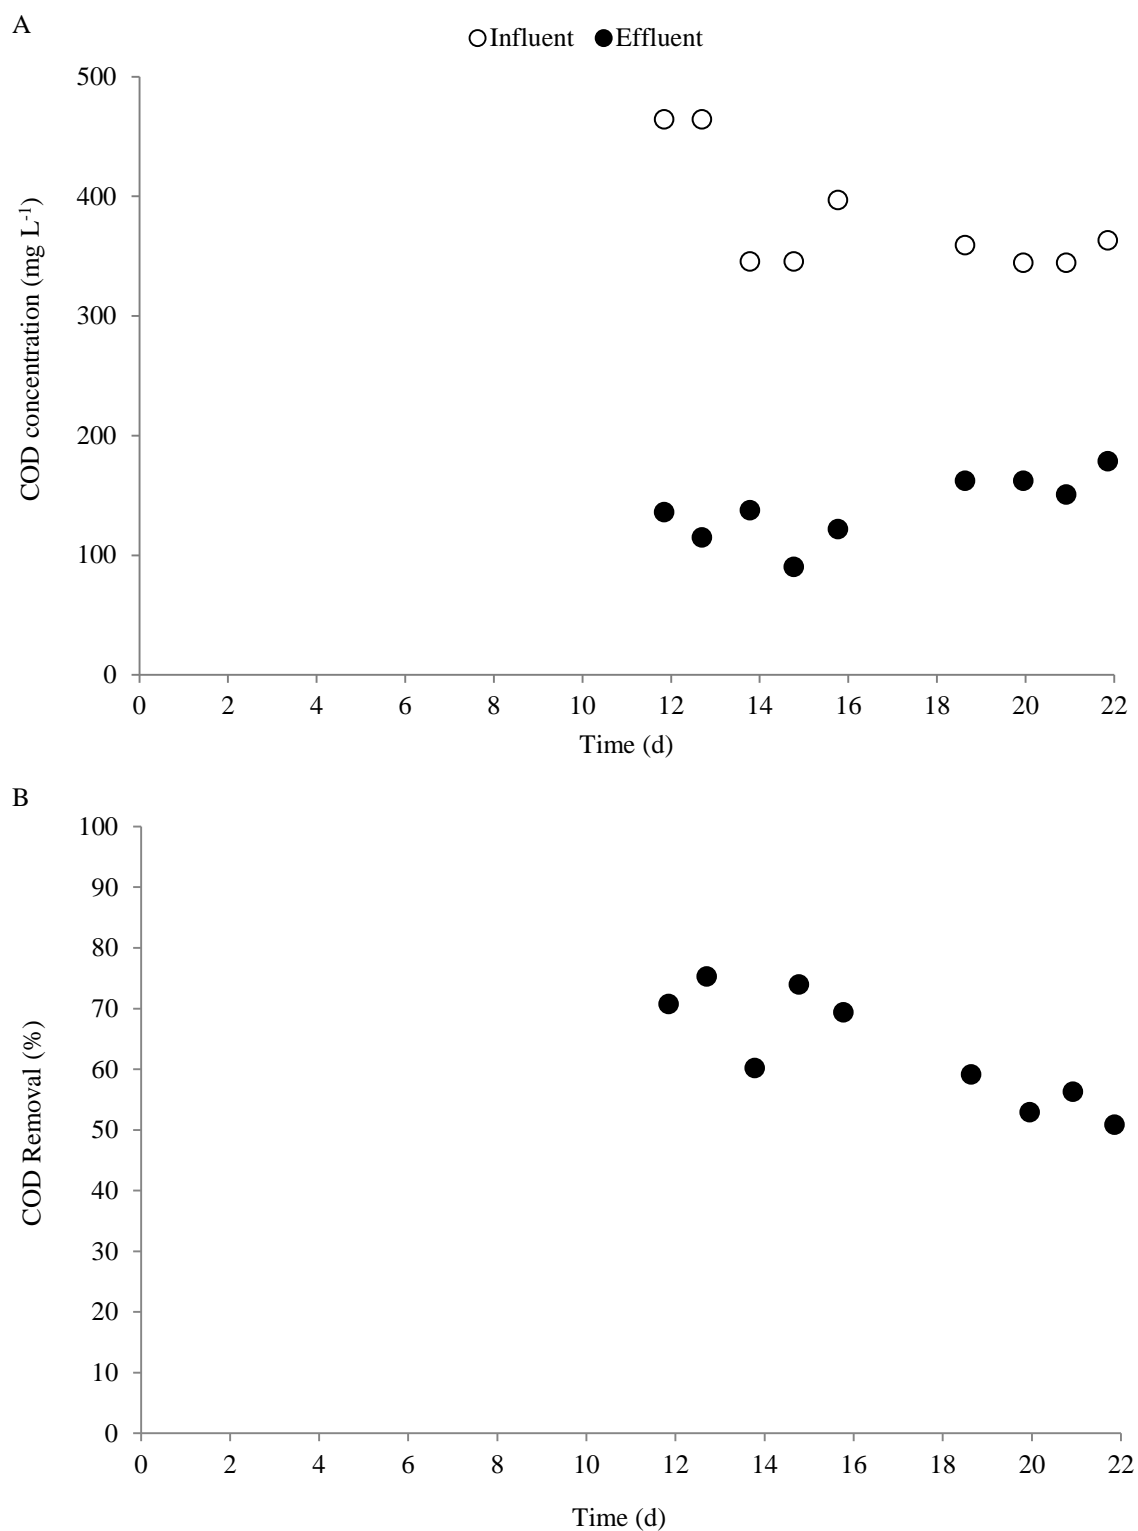 A
Influent Effluent
500
400
300
200
100
0
COD concentration (mg L-1)
0 2 4 6 8 10 12 14 16 18 20 22
Time (d)
B
100
90
80
70
60
50
40
30
20
10
0
COD Removal (%)
0 2 4 6 8 10 12 14 16 18 20 22
Time (d)